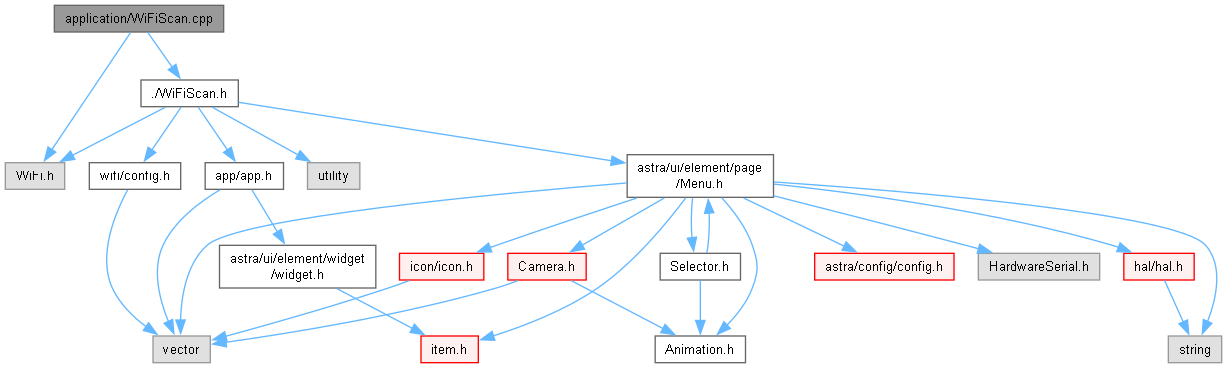 application/WiFiScan.cpp
./WiFiScan.h
WiFi.h
wifi/config.h
app/app.h
utility
astra/ui/element/page
/Menu.h
astra/ui/element/widget
/widget.h
icon/icon.h
Camera.h
Selector.h
astra/config/config.h
HardwareSerial.h
hal/hal.h
vector
item.h
Animation.h
string